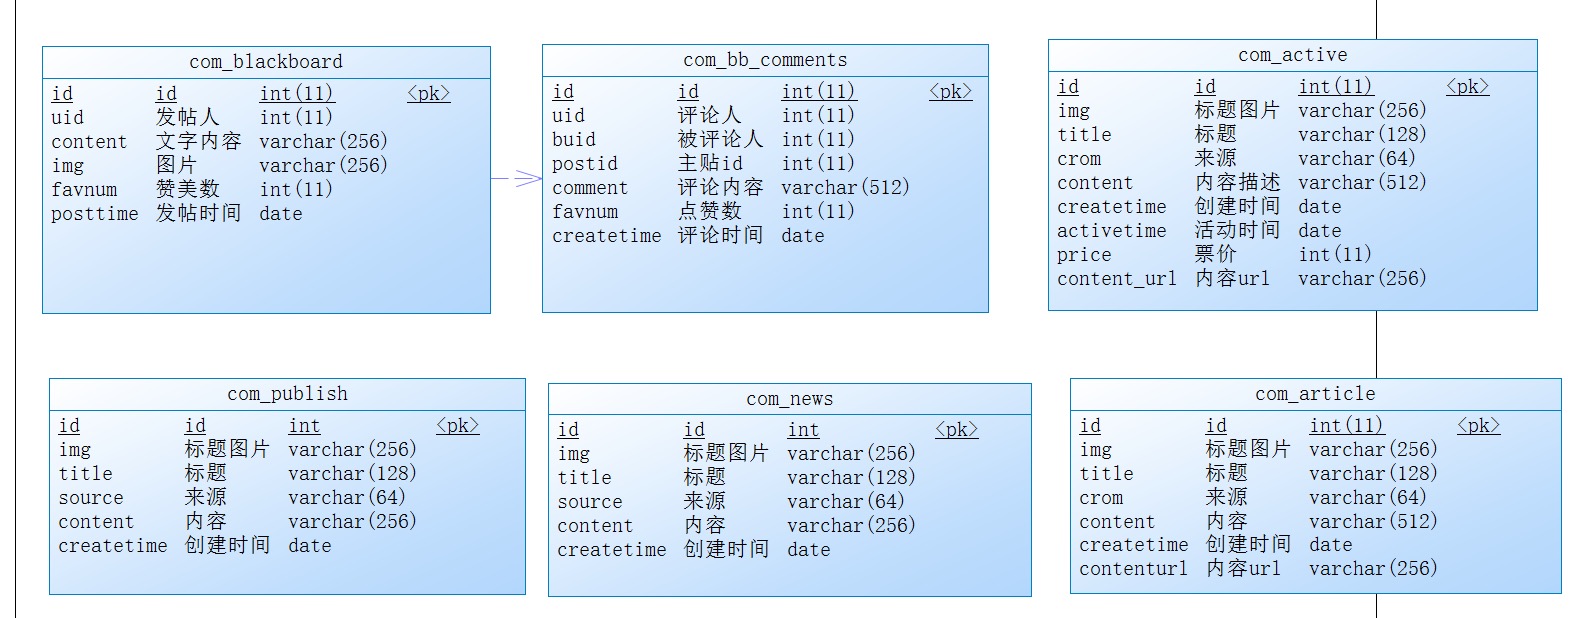 com_blackboard
id id int(11) <pk>
uid 发帖人 int(11)
content 文字内容 varchar(256)
img 图片 varchar(256)
favnum 赞美数 int(11)
posttime 发帖时间 date
com_bb_comments
id id int(11) <pk>
uid 评论人 int(11)
buid 被评论人 int(11)
postid 主贴id int(11)
comment 评论内容 varchar(512)
favnum 点赞数 int(11)
createtime 评论时间 date
com_active
id id int(11) <pk>
img 标题图片 varchar(256)
title 标题 varchar(128)
crom 来源 varchar(64)
content 内容描述 varchar(512)
createtime 创建时间 date
activetime 活动时间 date
price 票价 int(11)
content_url 内容url varchar(256)
com_publish
id id int <pk>
img 标题图片 varchar(256)
title 标题 varchar(128)
source 来源 varchar(64)
content 内容 varchar(256)
createtime 创建时间 date
com_news
id id int <pk>
img 标题图片 varchar(256)
title 标题 varchar(128)
source 来源 varchar(64)
content 内容 varchar(256)
createtime 创建时间 date
com_article
id id int(11) <pk>
img 标题图片 varchar(256)
title 标题 varchar(128)
crom 来源 varchar(64)
content 内容 varchar(512)
createtime 创建时间 date
contenturl 内容url varchar(256)